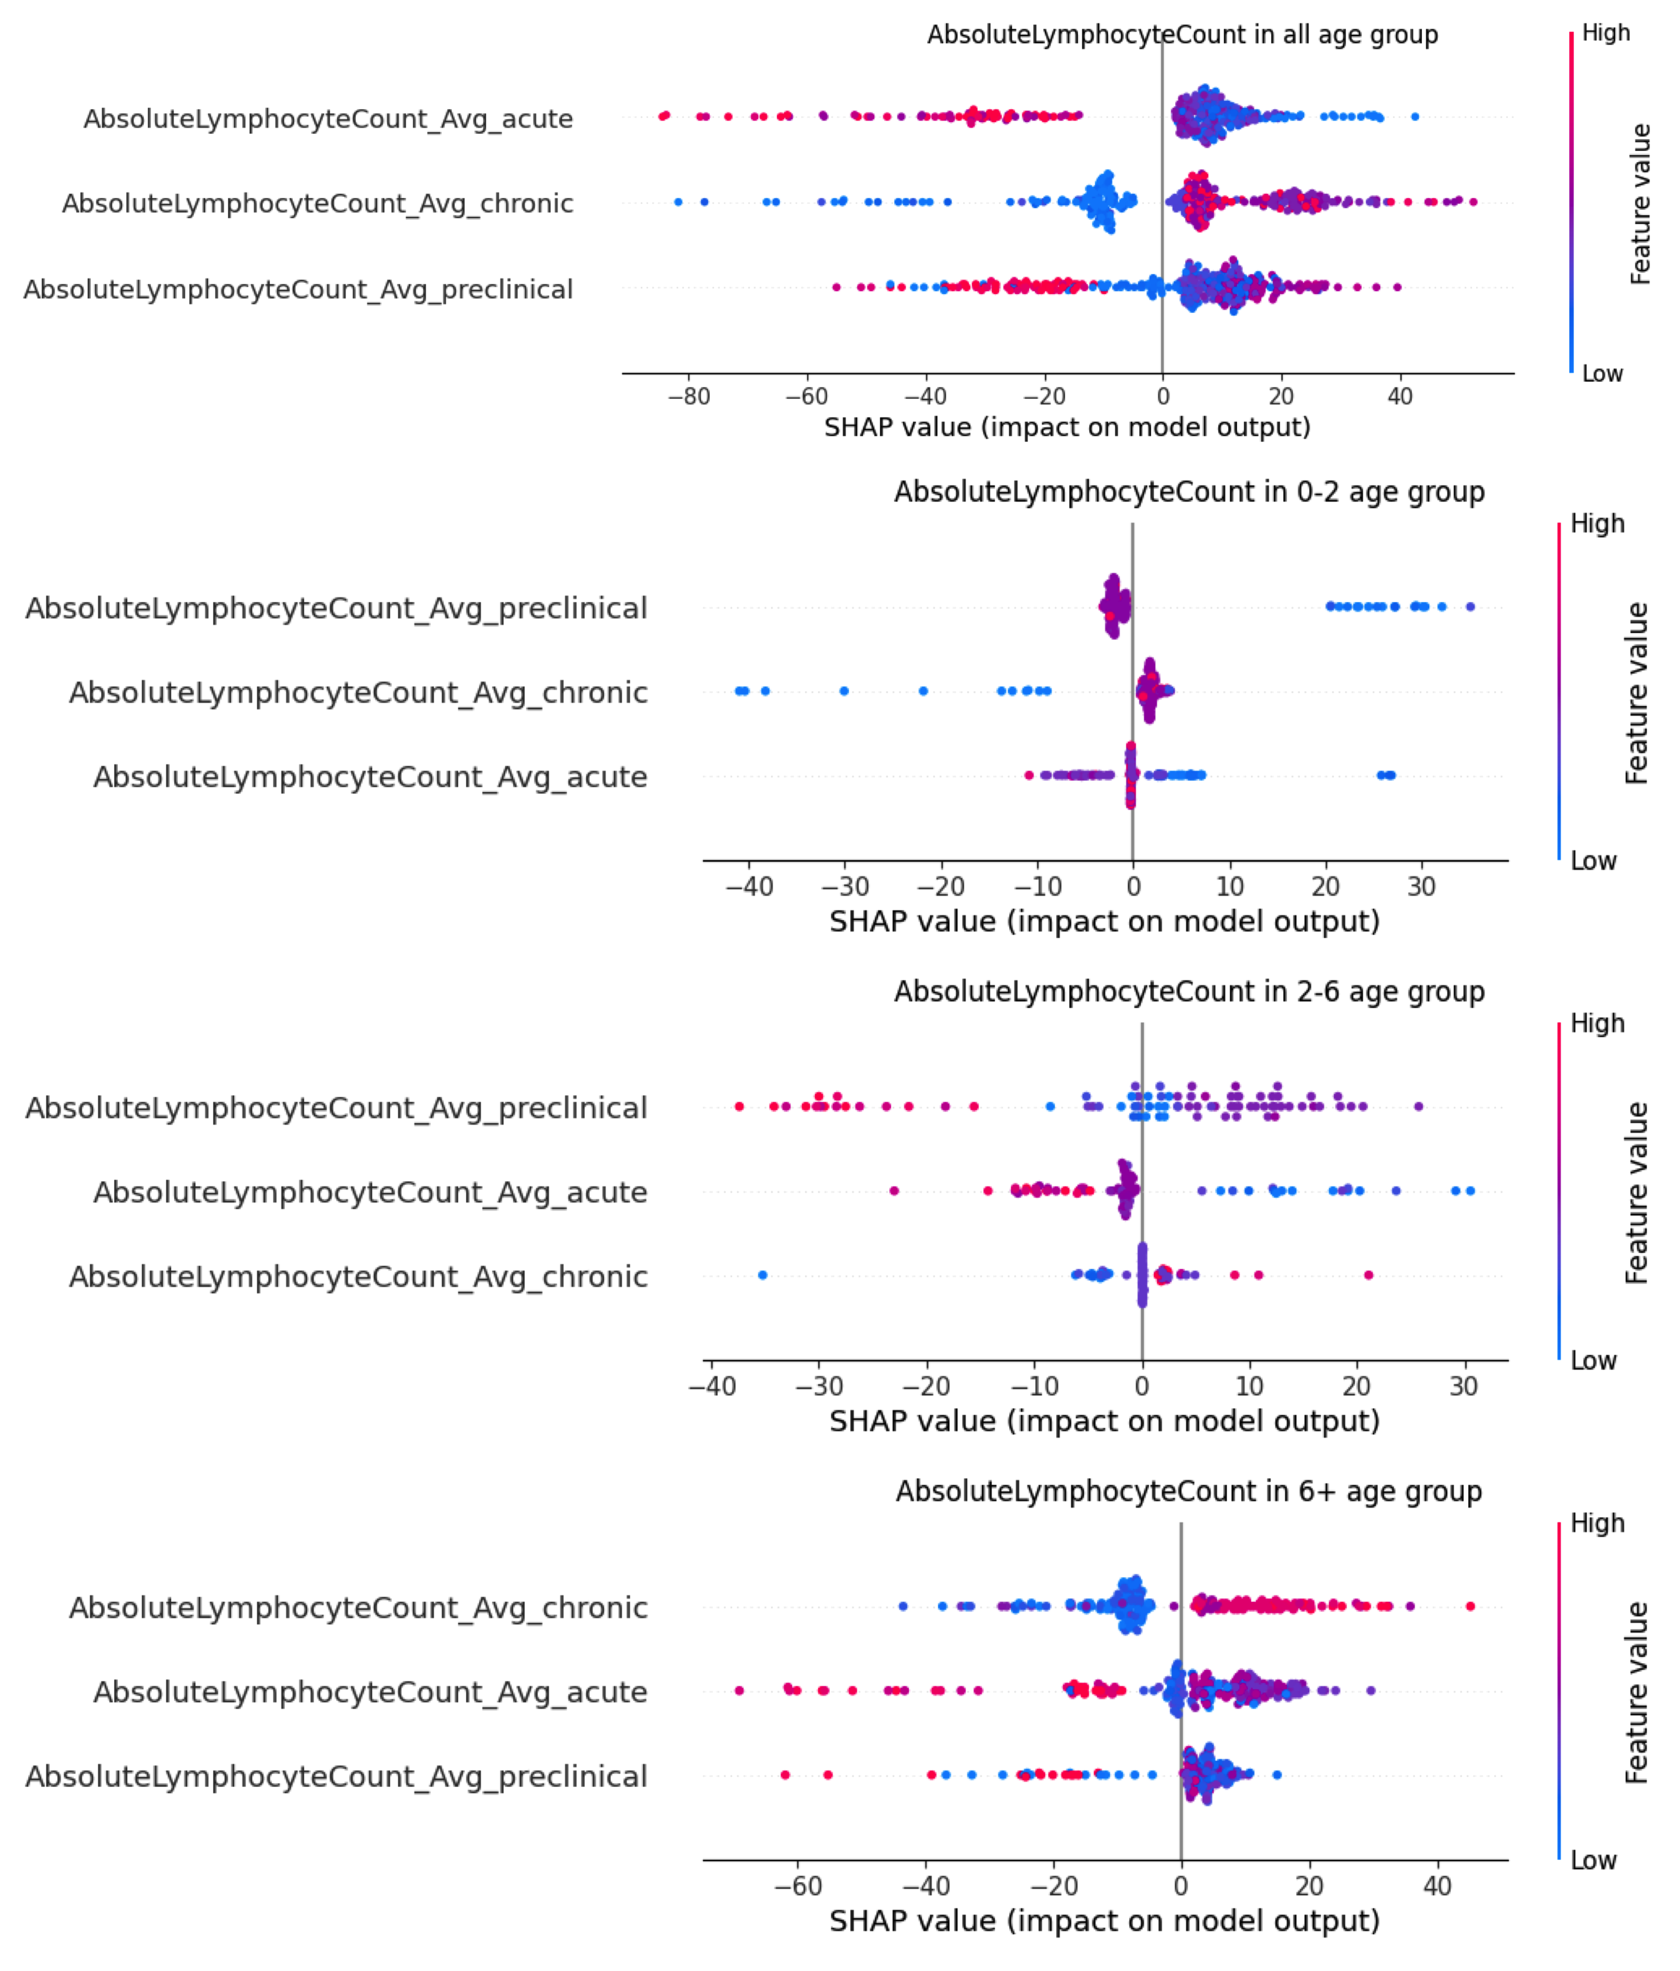 AbsoluteLymphocyteCount in all age group
High
AbsoluteLymphocyteCount_Avg_acute
AbsoluteLymphocyteCount_Avg_chronic
AbsoluteLymphocyteCount_Avg_preclinical
Feature value
Low
−80 −60 −40 −20 0 20 40
SHAP value (impact on model output)
AbsoluteLymphocyteCount in 0-2 age group
High
AbsoluteLymphocyteCount_Avg_preclinical
AbsoluteLymphocyteCount_Avg_chronic
AbsoluteLymphocyteCount_Avg_acute
Feature value
Low
−40 −30 −20 −10 0 10 20 30
SHAP value (impact on model output)
AbsoluteLymphocyteCount in 2-6 age group
High
AbsoluteLymphocyteCount_Avg_preclinical
AbsoluteLymphocyteCount_Avg_acute
AbsoluteLymphocyteCount_Avg_chronic
Feature value
Low
−40 −30 −20 −10 0 10 20 30
SHAP value (impact on model output)
AbsoluteLymphocyteCount in 6+ age group
High
AbsoluteLymphocyteCount_Avg_chronic
AbsoluteLymphocyteCount_Avg_acute
AbsoluteLymphocyteCount_Avg_preclinical
Feature value
Low
−60 −40 −20 0 20 40
SHAP value (impact on model output)